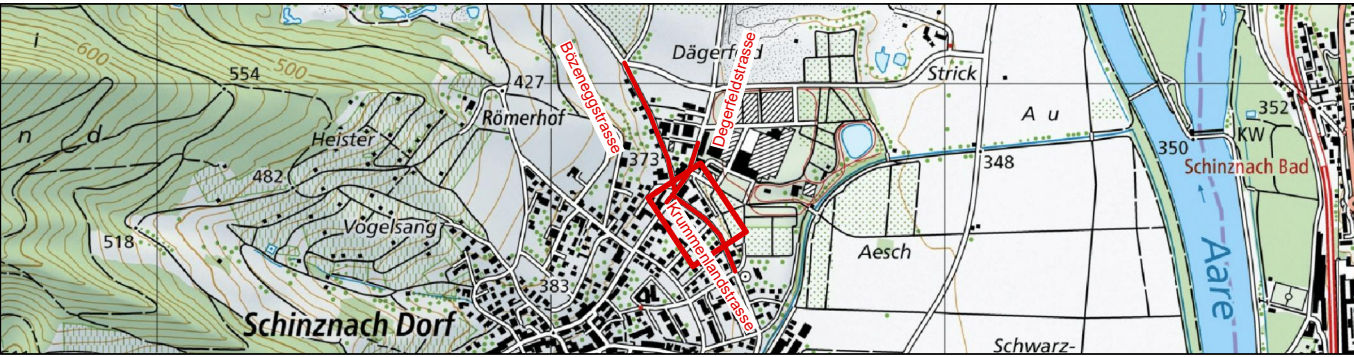 i
600
500
554
427
Bözeneggstrasse
Dägerfeld
Degerfeldstrasse
Strick
A u
352
n d
Heister
Römerhof
373
350
KW
348
Schinznach Bad
482
Vogelsang
Krummenlandstrasse
518
Aesch
Aare
383
Schinznach Dorf
Schwarz-